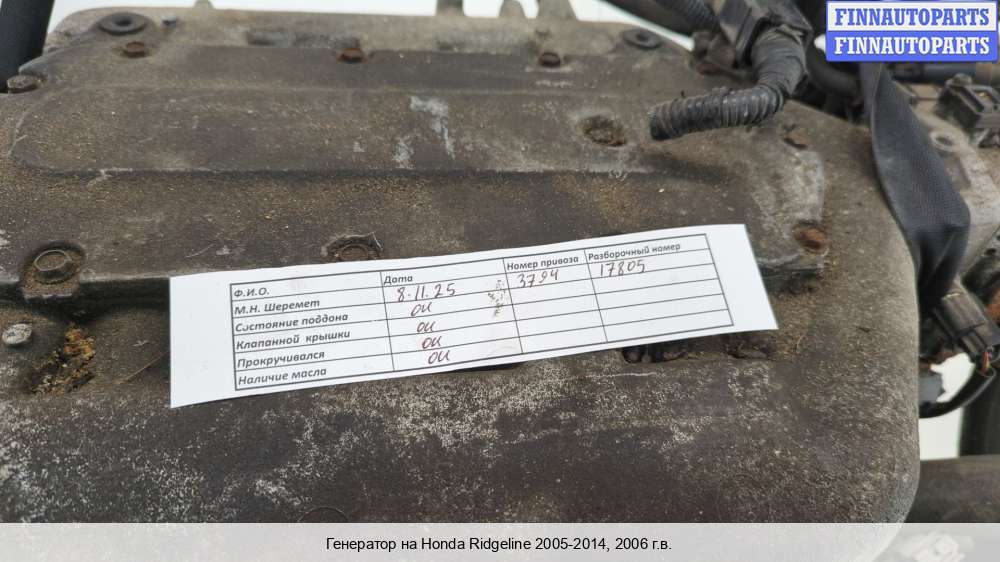 FINNAUTOPARTS
FINNAUTOPARTS
Ф.И.О. Дата Номер привоза Разборочный номер
М.Н. Шеремет 8.11.25 3794 17805
Состояние поддона ок
Клапанной крышки ок
Прокручивался ок
Наличие масла ок
Генератор на Honda Ridgeline 2005-2014, 2006 г.в.